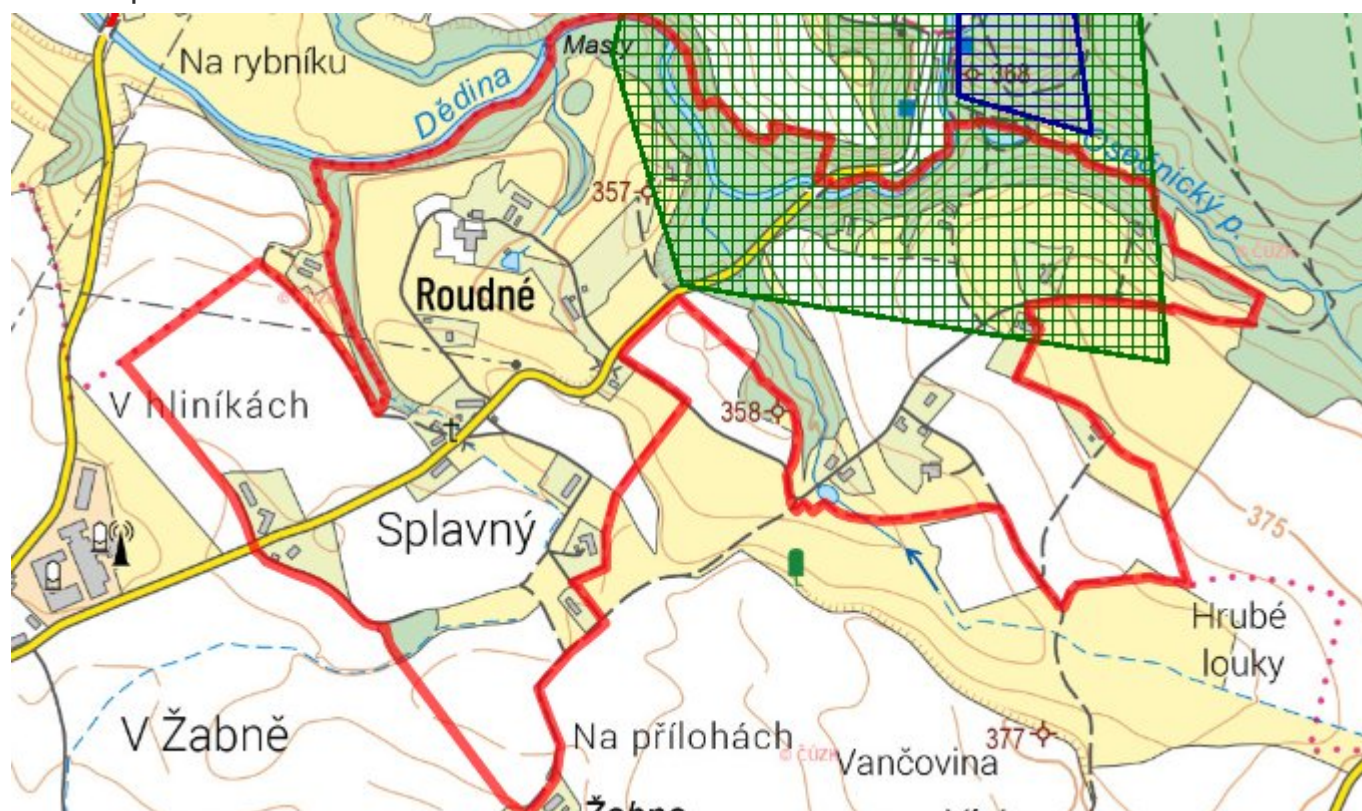 Masty
Na rybníku
Dědina
368
Osečnický p.
357
© ČÚZK
© ČÚZK
Roudné
V hliníkách
358
t
Splavný
375
Hrubé
louky
V Žabně
Na přílohách
377
© ČÚZK
Vančovina